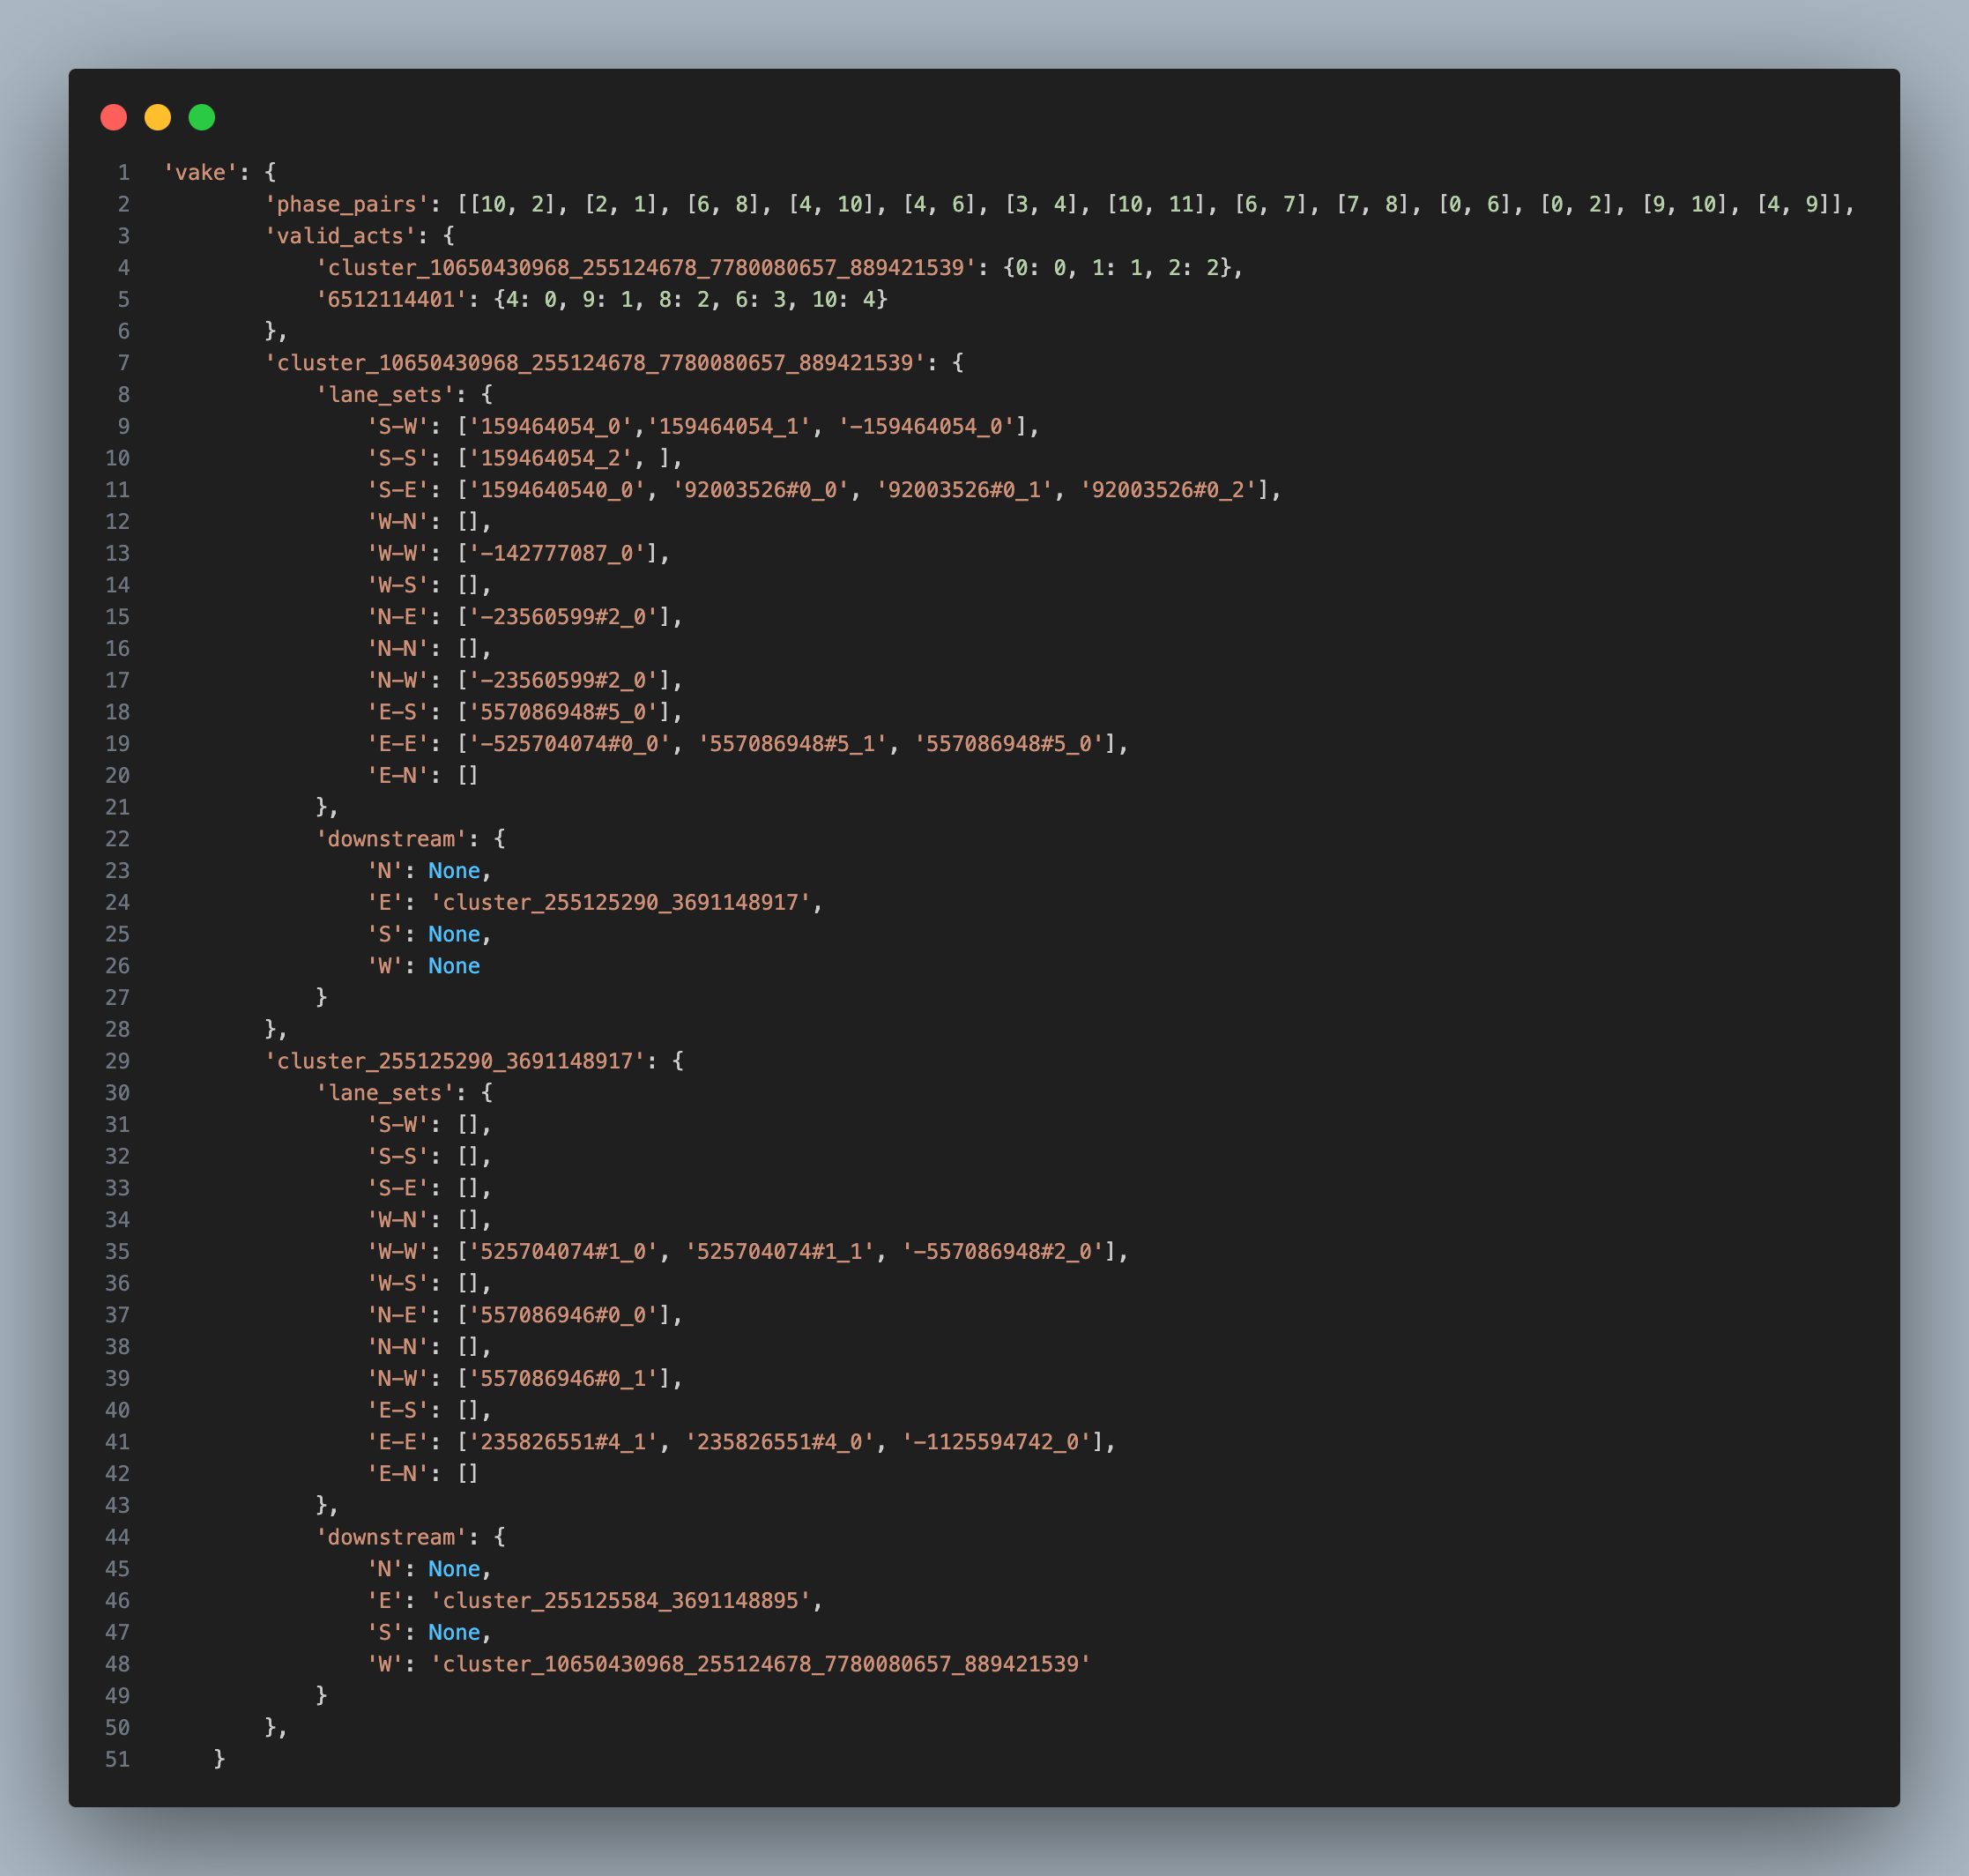 1 'vake': {
2 'phase_pairs': [[10, 2], [2, 1], [6, 8], [4, 10], [4, 6], [3, 4], [10, 11], [6, 7], [7, 8], [0, 6], [0, 2], [9, 10], [4, 9]],
3 'valid_acts': {
4 'cluster_10650430968_255124678_7780080657_889421539': {0: 0, 1: 1, 2: 2},
5 '6512114401': {4: 0, 9: 1, 8: 2, 6: 3, 10: 4}
6 },
7 'cluster_10650430968_255124678_7780080657_889421539': {
8 'lane_sets': {
9 'S-W': ['159464054_0','159464054_1', '-159464054_0'],
10 'S-S': ['159464054_2', ],
11 'S-E': ['1594640540_0', '92003526#0_0', '92003526#0_1', '92003526#0_2'],
12 'W-N': [],
13 'W-W': ['-142777087_0'],
14 'W-S': [],
15 'N-E': ['-23560599#2_0'],
16 'N-N': [],
17 'N-W': ['-23560599#2_0'],
18 'E-S': ['557086948#5_0'],
19 'E-E': ['-525704074#0_0', '557086948#5_1', '557086948#5_0'],
20 'E-N': []
21 },
22 'downstream': {
23 'N': None,
24 'E': 'cluster_255125290_3691148917',
25 'S': None,
26 'W': None
27 }
28 },
29 'cluster_255125290_3691148917': {
30 'lane_sets': {
31 'S-W': [],
32 'S-S': [],
33 'S-E': [],
34 'W-N': [],
35 'W-W': ['525704074#1_0', '525704074#1_1', '-557086948#2_0'],
36 'W-S': [],
37 'N-E': ['557086946#0_0'],
38 'N-N': [],
39 'N-W': ['557086946#0_1'],
40 'E-S': [],
41 'E-E': ['235826551#4_1', '235826551#4_0', '-1125594742_0'],
42 'E-N': []
43 },
44 'downstream': {
45 'N': None,
46 'E': 'cluster_255125584_3691148895',
47 'S': None,
48 'W': 'cluster_10650430968_255124678_7780080657_889421539'
49 }
50 },
51 }